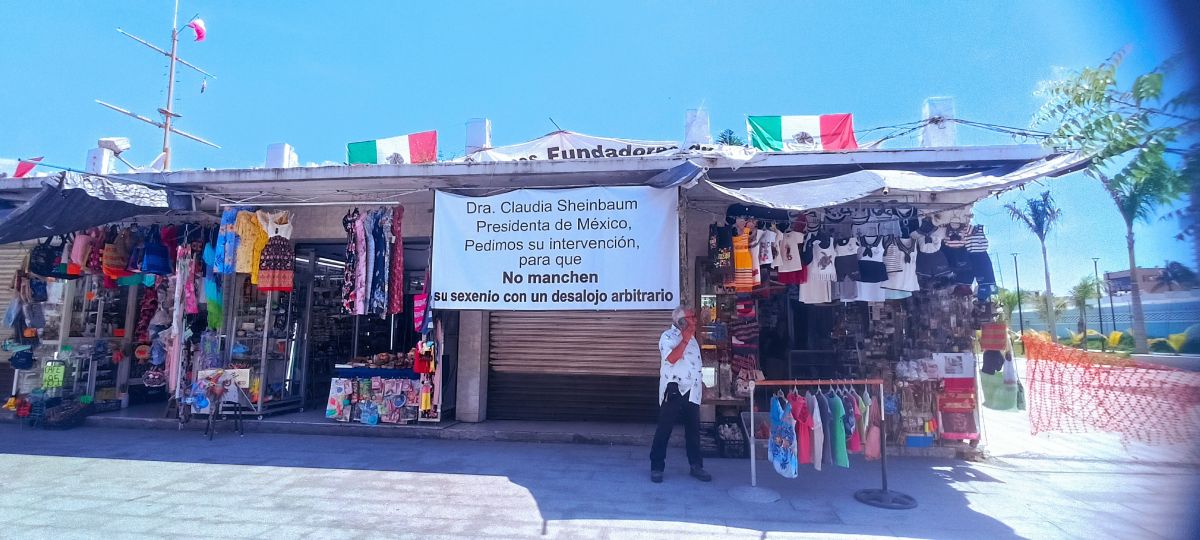 Fundadores
Dra. Claudia Sheinbaum
Presidenta de México,
Pedimos su intervención,
para que
No manchen
su sexenio con un desalojo arbitrario